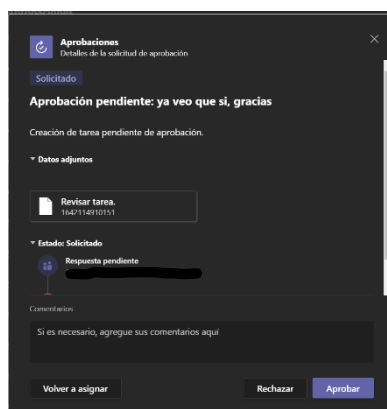 Aprobaciones
Detalles de la solicitud de aprobación
Solicitado
Aprobación pendiente: ya veo que si, gracias
Creación de tarea pendiente de aprobación.
Datos adjuntos
Revisar tarea.
1642114910151
Estado: Solicitado
Respuesta pendiente
Comentarios
Si es necesario, agregue sus comentarios aquí
Volver a asignar
Rechazar
Aprobar